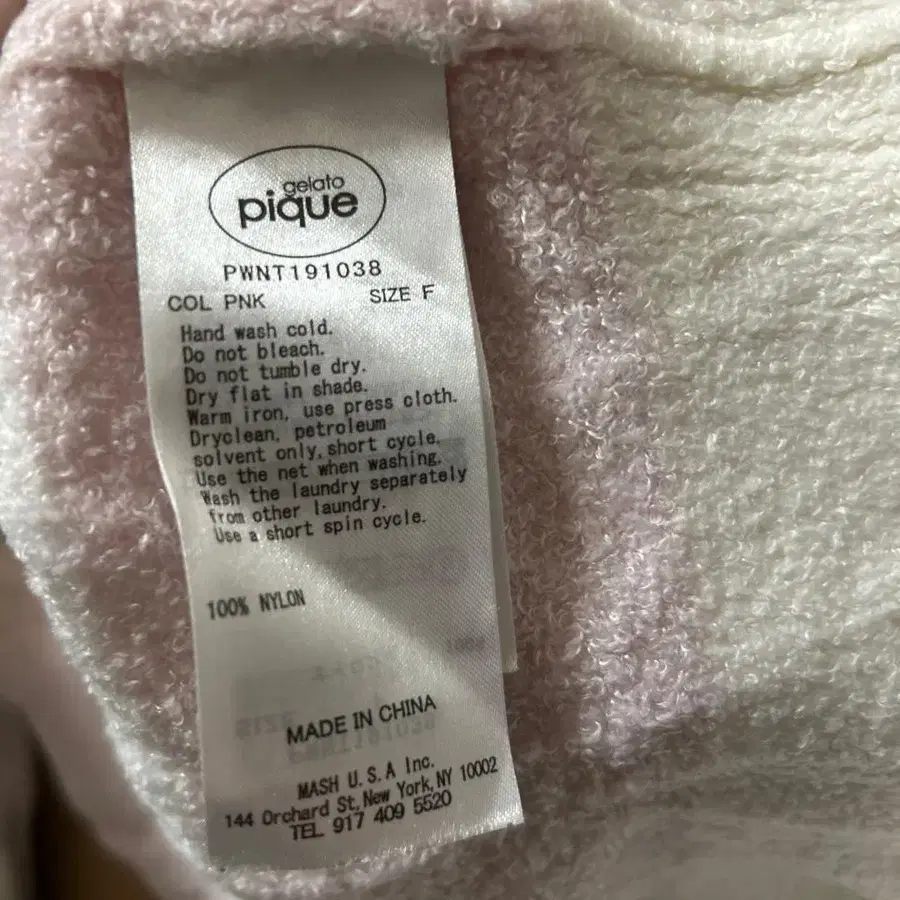 gelato
pique
PWNT191038
COL PNK SIZE F
Hand wash cold.
Do not bleach.
Do not tumble dry.
Dry flat in shade.
Warm iron, use press cloth.
Dryclean, petroleum
solvent only, short cycle.
Use the net when washing.
Wash the laundry separately
from other laundry.
Use a short spin cycle.
100% NYLON
MADE IN CHINA
MASH U.S.A Inc.
144 Orchard St, New York, NY 10002
TEL 917 409 5520